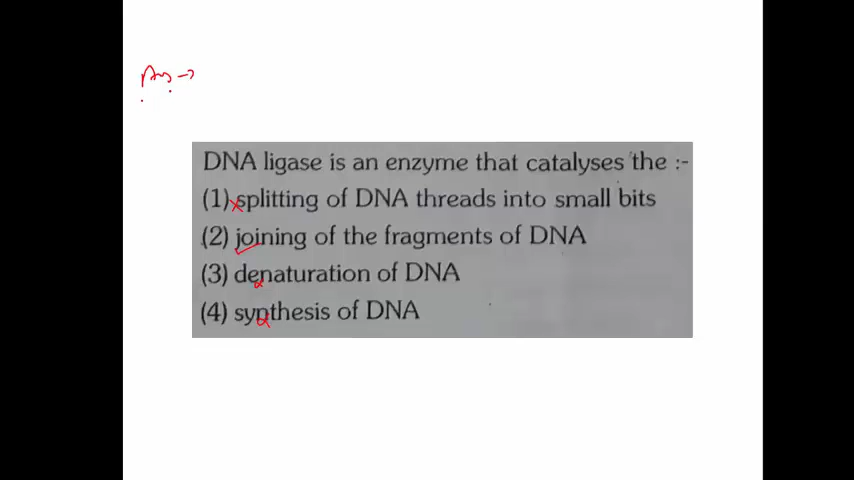 Ans →
DNA ligase is an enzyme that catalyses the :-
(1) splitting of DNA threads into small bits
(2) joining of the fragments of DNA
(3) denaturation of DNA
(4) synthesis of DNA